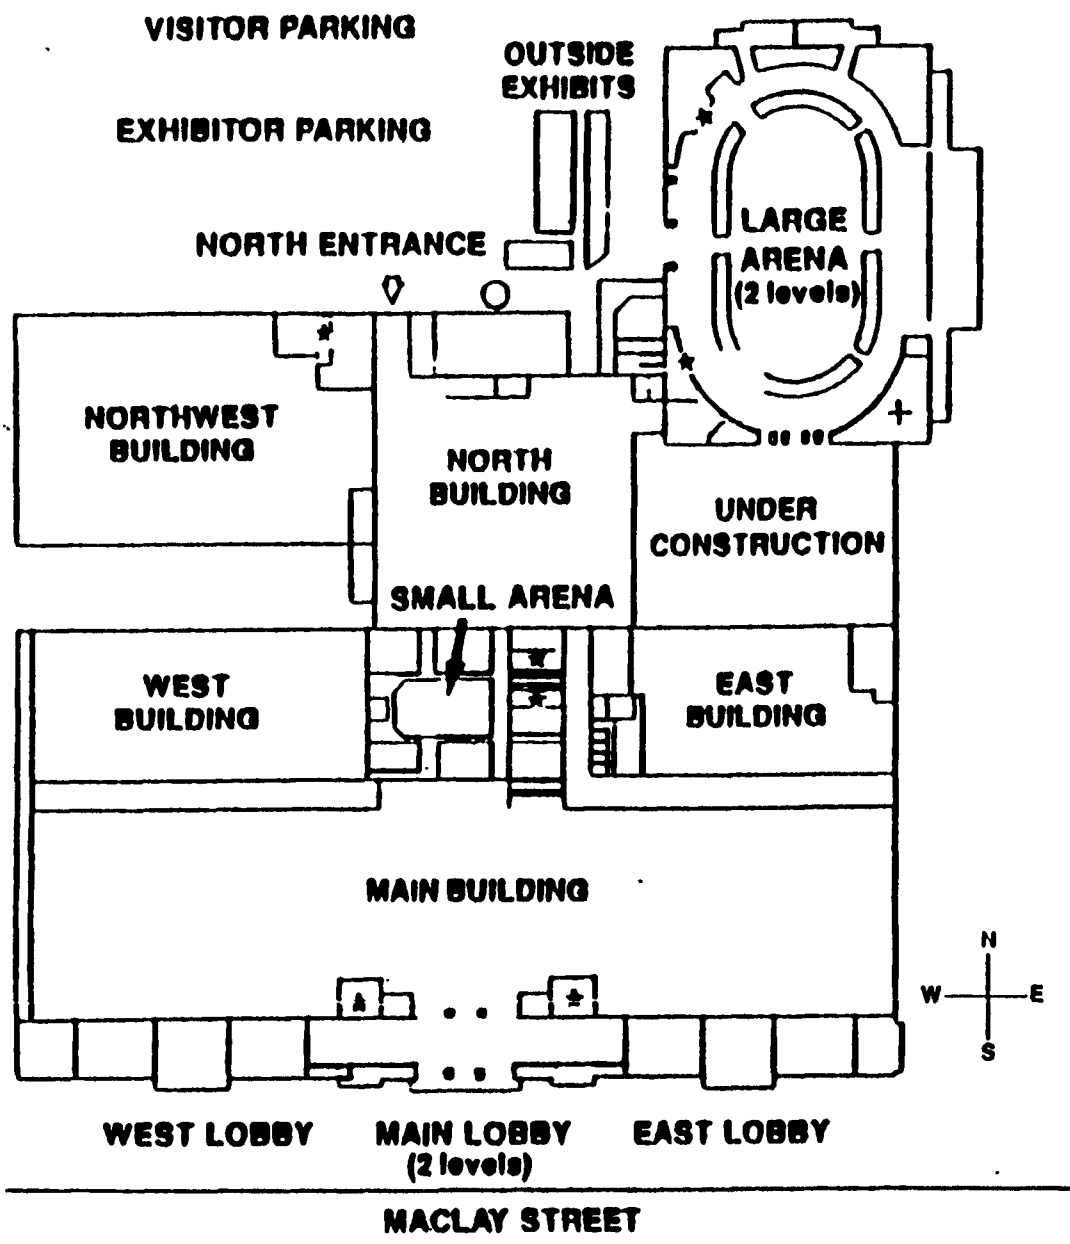 VISITOR PARKING
OUTSIDE
EXHIBITS
EXHIBITOR PARKING
LARGE
ARENA
(2 levels)
NORTH ENTRANCE
NORTHWEST
BUILDING
NORTH
BUILDING
UNDER
CONSTRUCTION
SMALL ARENA
WEST
BUILDING
EAST
BUILDING
MAIN BUILDING
N
W E
S
WEST LOBBY
MAIN LOBBY
(2 levels)
EAST LOBBY
MACLAY STREET